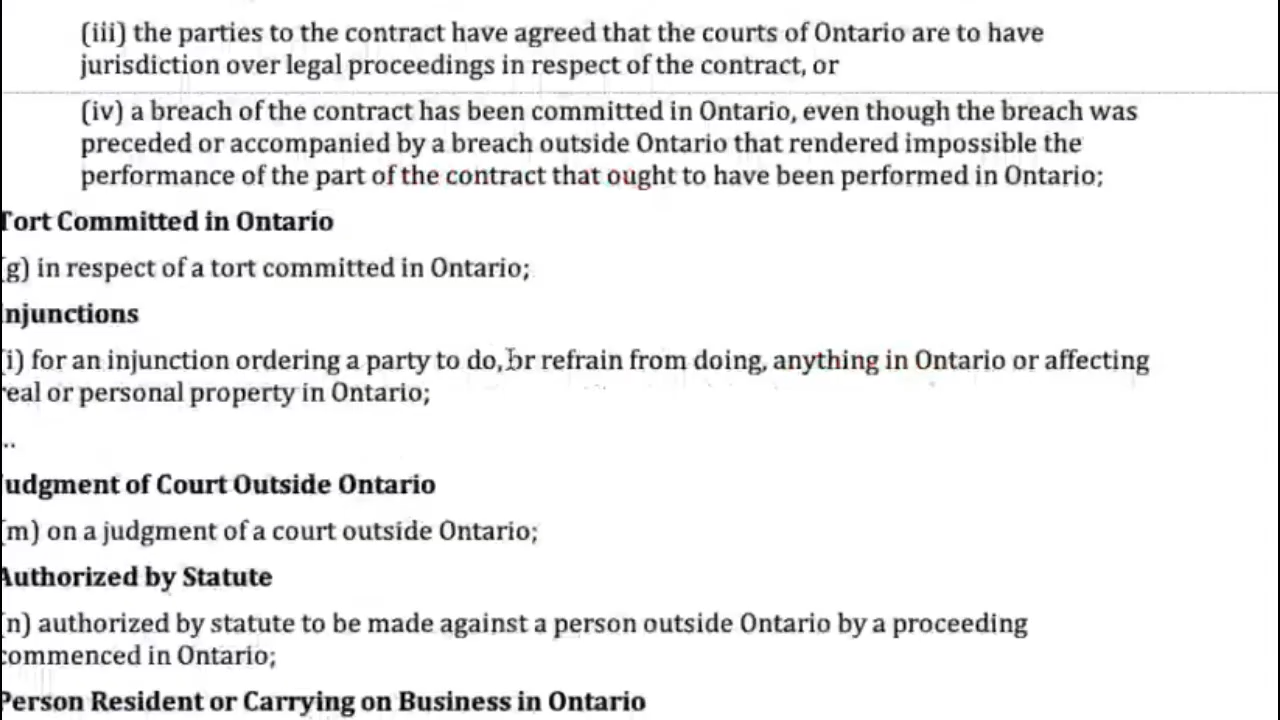 (iii) the parties to the contract have agreed that the courts of Ontario are to have
jurisdiction over legal proceedings in respect of the contract, or
(iv) a breach of the contract has been committed in Ontario, even though the breach was
preceded or accompanied by a breach outside Ontario that rendered impossible the
performance of the part of the contract that ought to have been performed in Ontario;
Tort Committed in Ontario
(g) in respect of a tort committed in Ontario;
njunctions
(i) for an injunction ordering a party to do, or refrain from doing, anything in Ontario or affecting
real or personal property in Ontario;
..
udgment of Court Outside Ontario
(m) on a judgment of a court outside Ontario;
Authorized by Statute
(n) authorized by statute to be made against a person outside Ontario by a proceeding
commenced in Ontario;
Person Resident or Carrying on Business in Ontario